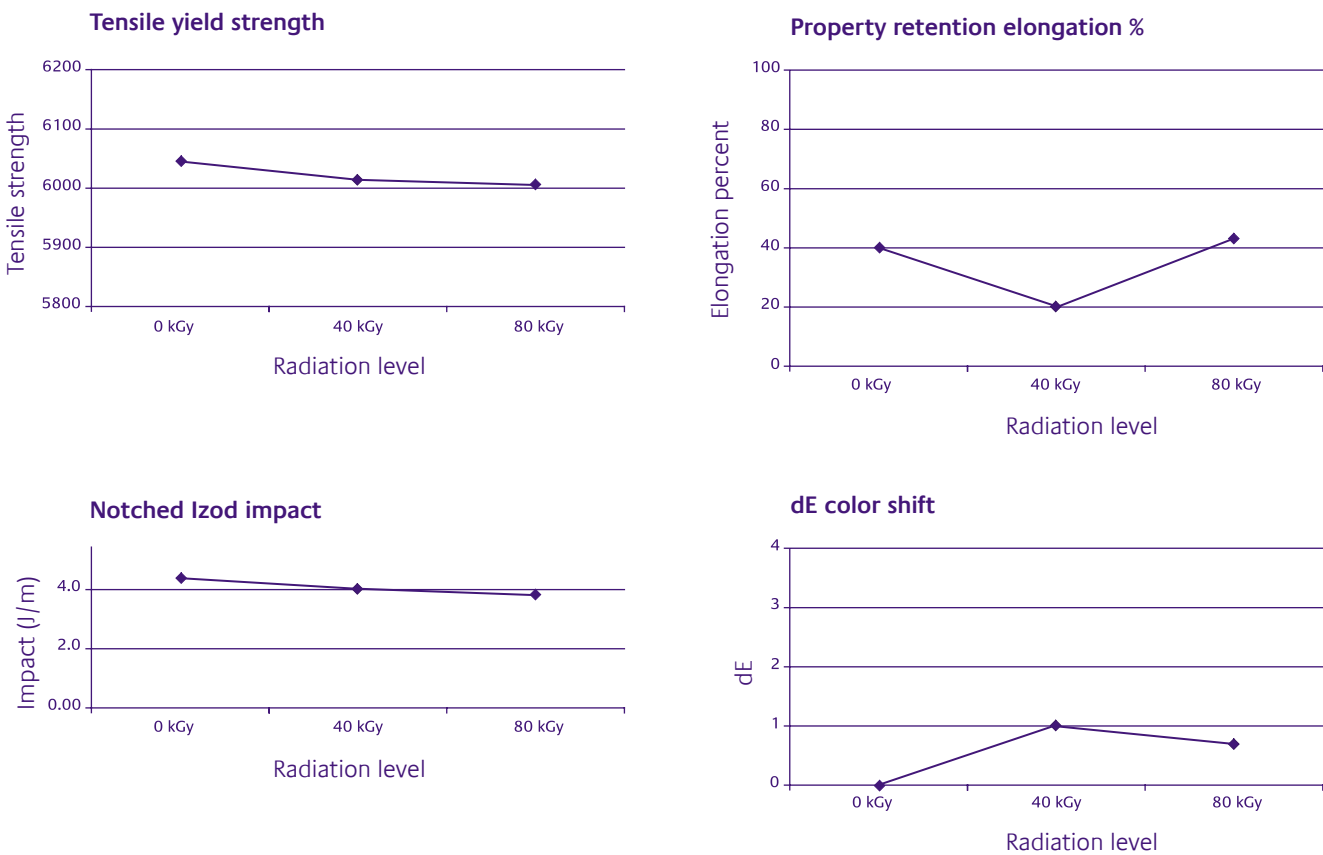 Tensile yield strength
6200
6100
6000
5900
5800
Tensile strength
0 kGy 40 kGy 80 kGy
Radiation level
Property retention elongation %
100
80
60
40
20
0
Elongation percent
0 kGy 40 kGy 80 kGy
Radiation level
Notched Izod impact
4.0
2.0
0.00
Impact (J/m)
0 kGy 40 kGy 80 kGy
Radiation level
dE color shift
4
3
2
1
0
dE
0 kGy 40 kGy 80 kGy
Radiation level